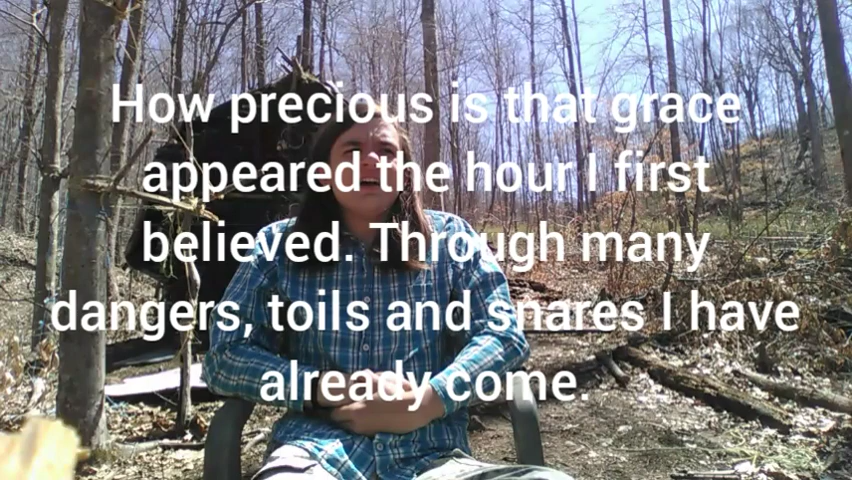 How precious is that grace
appeared the hour I first
believed. Through many
dangers, toils and snares I have
already come.